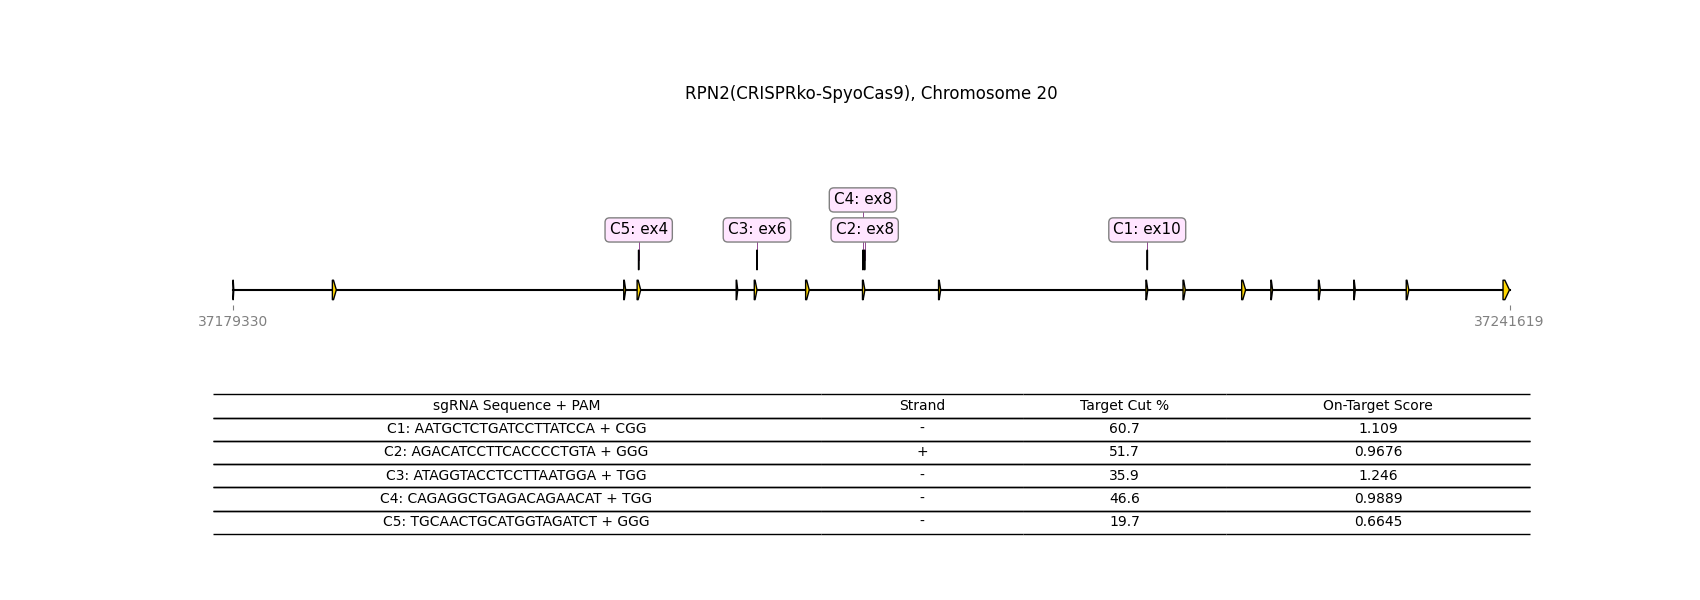 RPN2(CRISPRko-SpyoCas9), Chromosome 20
C4: ex8
C5: ex4 C3: ex6 C2: ex8 C1: ex10
37179330 37241619
sgRNA Sequence + PAM Strand Target Cut % On-Target Score
C1: AATGCTCTGATCCTTATCCA + CGG - 60.7 1.109
C2: AGACATCCTTCACCCCTGTA + GGG + 51.7 0.9676
C3: ATAGGTACCTCCTTAATGGA + TGG - 35.9 1.246
C4: CAGAGGCTGAGACAGAACAT + TGG - 46.6 0.9889
C5: TGCAACTGCATGGTAGATCT + GGG - 19.7 0.6645